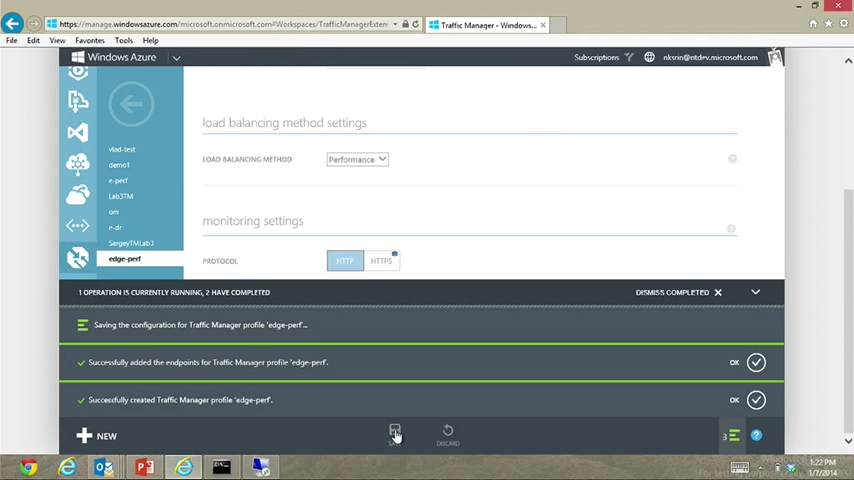 https://manage.windowsazure.com/microsoft.onmicrosoft.com#Workspaces/TrafficManagerExten
Traffic Manager - Windows...
File Edit View Favorites Tools Help
Windows Azure
Subscriptions
nksrin@ntdev.microsoft.com
vlad-test
demo1
e-perf
Lab3TM
om
e-dr
SergeyTMLab3
edge-perf
load balancing method settings
LOAD BALANCING METHOD
Performance
?
monitoring settings
?
PROTOCOL
HTTP
HTTPS
1 OPERATION IS CURRENTLY RUNNING, 2 HAVE COMPLETED
DISMISS COMPLETED
Saving the configuration for Traffic Manager profile 'edge-perf'...
Successfully added the endpoints for Traffic Manager profile 'edge-perf'.
OK
Successfully created Traffic Manager profile 'edge-perf'.
OK
NEW
DISCARD
3
?
1:22 PM
1/7/2014